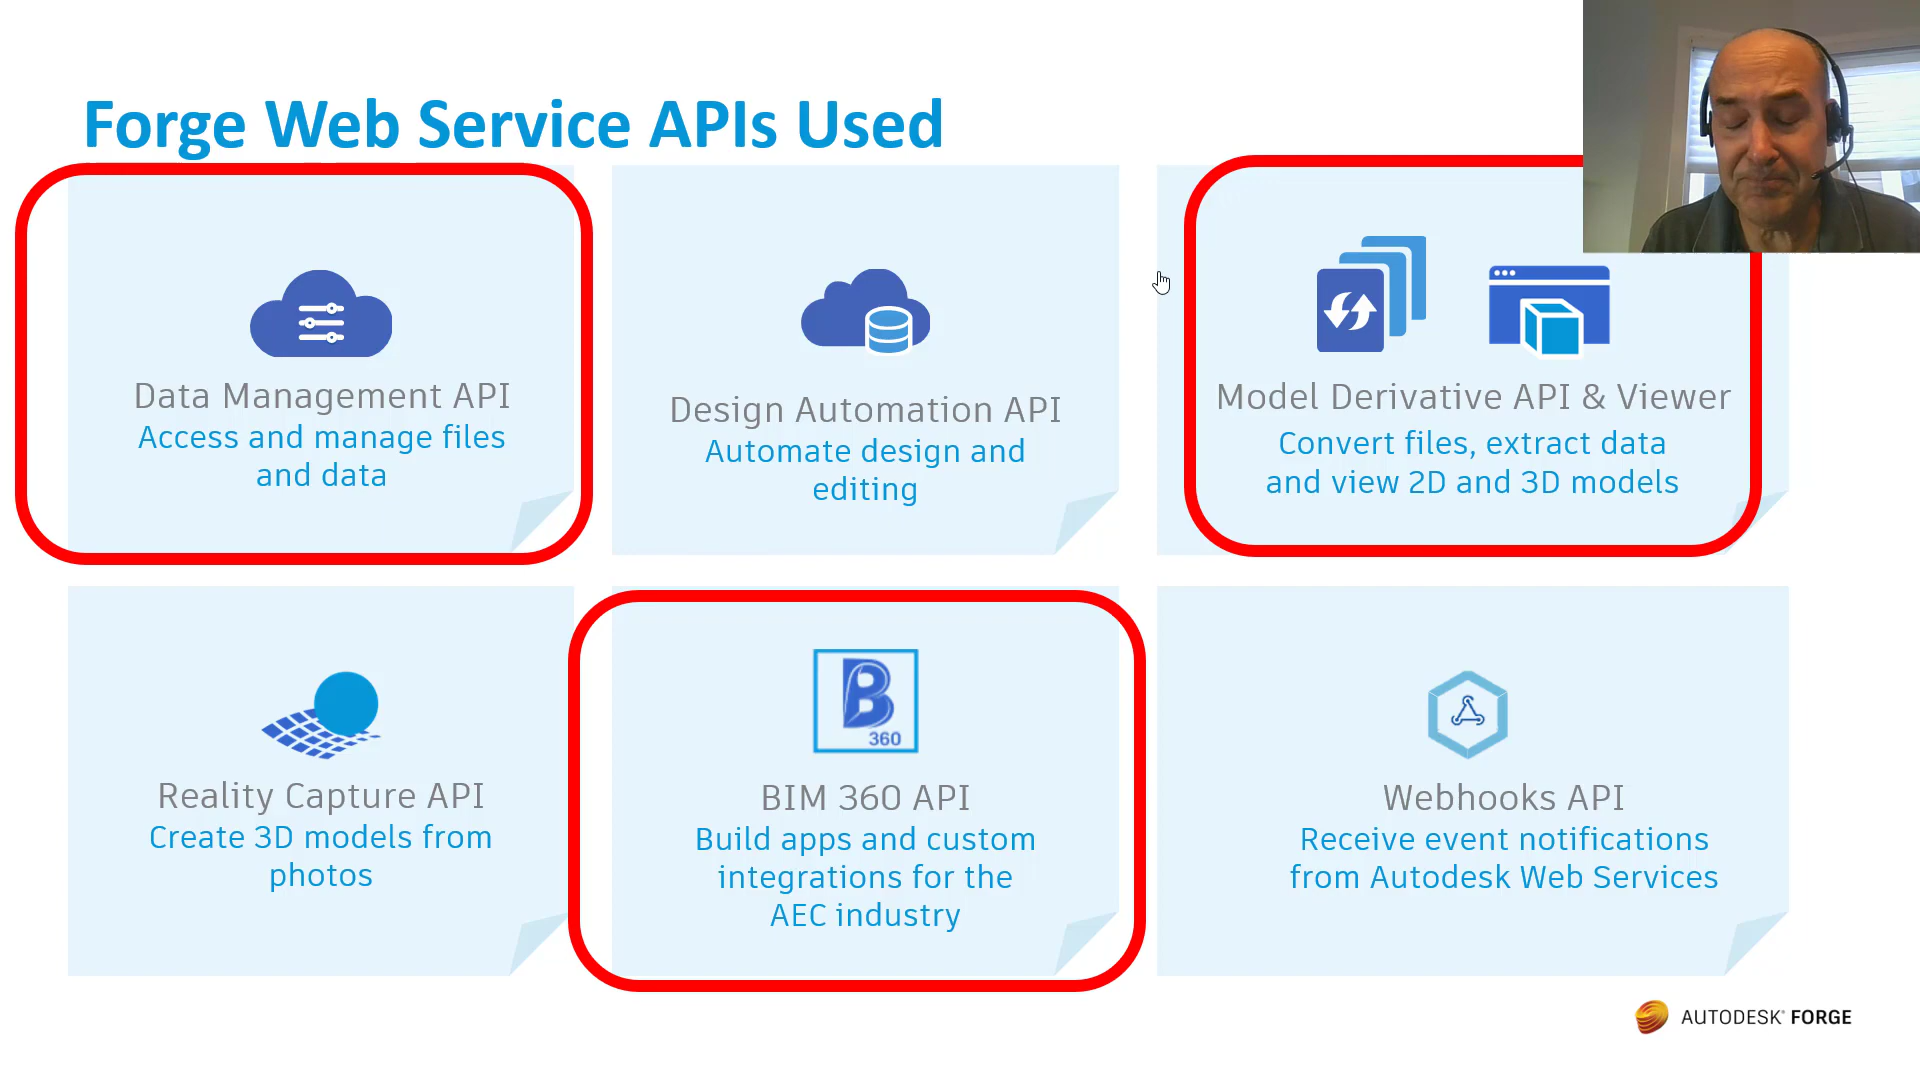 Forge Web Service APIs Used
Data Management API
Access and manage files
and data
Design Automation API
Automate design and
editing
Model Derivative API & Viewer
Convert files, extract data
and view 2D and 3D models
Reality Capture API
Create 3D models from
photos
B
360
BIM 360 API
Build apps and custom
integrations for the
AEC industry
Webhooks API
Receive event notifications
from Autodesk Web Services
AUTODESK® FORGE